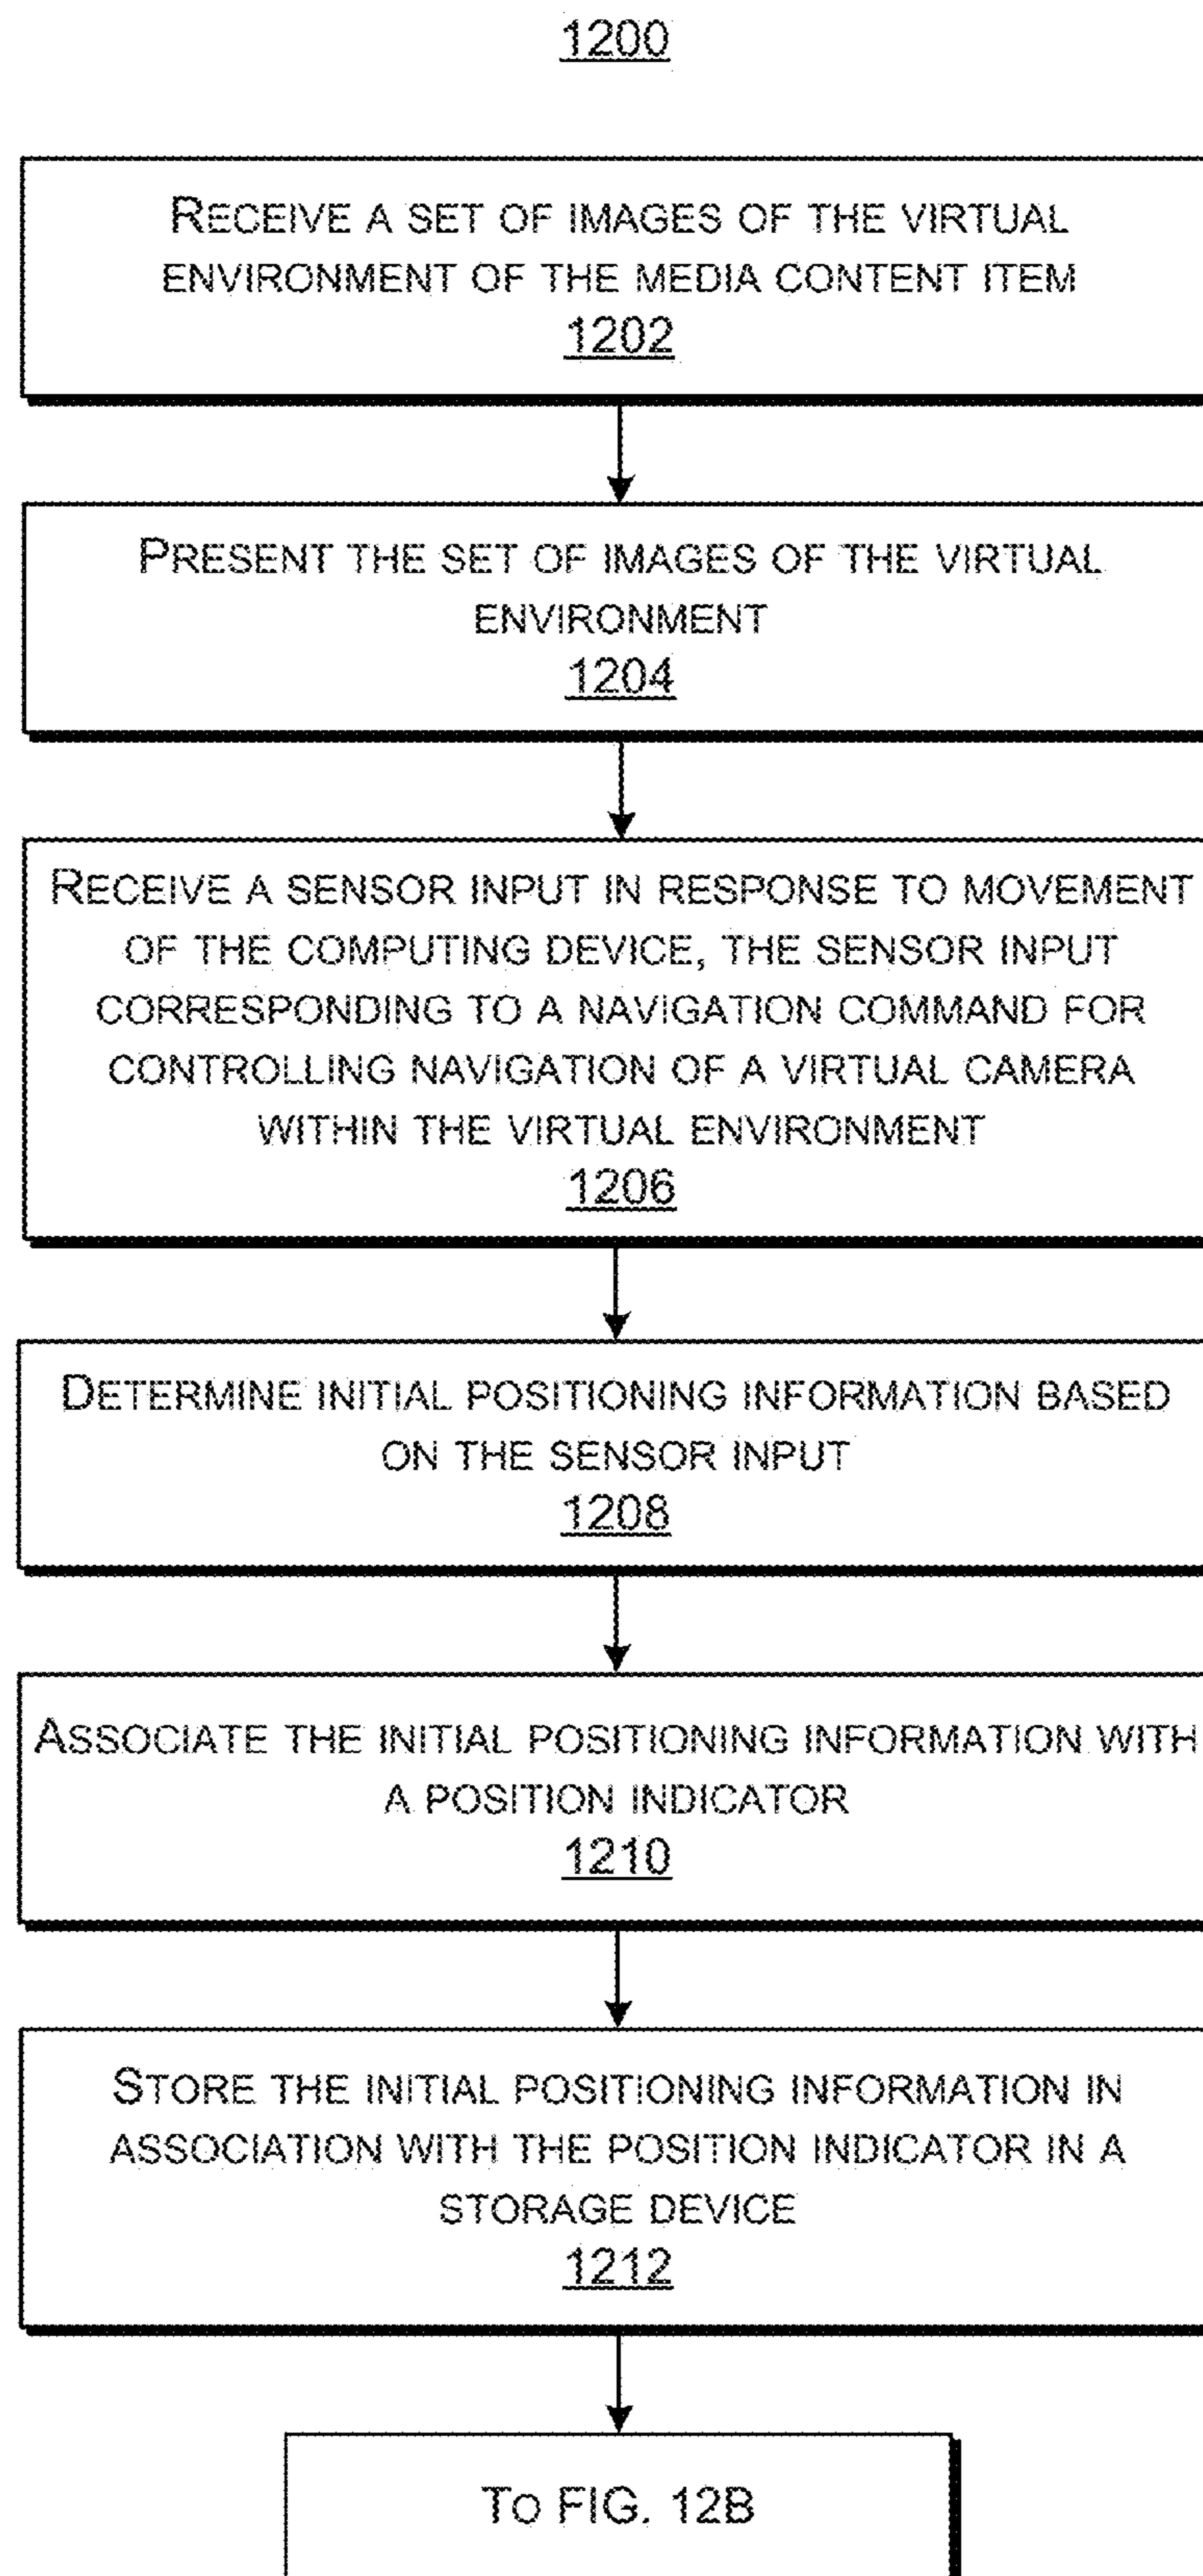 1200
RECEIVE A SET OF IMAGES OF THE VIRTUAL
ENVIRONMENT OF THE MEDIA CONTENT ITEM
1202
PRESENT THE SET OF IMAGES OF THE VIRTUAL
ENVIRONMENT
1204
RECEIVE A SENSOR INPUT IN RESPONSE TO MOVEMENT
OF THE COMPUTING DEVICE, THE SENSOR INPUT
CORRESPONDING TO A NAVIGATION COMMAND FOR
CONTROLLING NAVIGATION OF A VIRTUAL CAMERA
WITHIN THE VIRTUAL ENVIRONMENT
1206
DETERMINE INITIAL POSITIONING INFORMATION BASED
ON THE SENSOR INPUT
1208
ASSOCIATE THE INITIAL POSITIONING INFORMATION WITH
A POSITION INDICATOR
1210
STORE THE INITIAL POSITIONING INFORMATION IN
ASSOCIATION WITH THE POSITION INDICATOR IN A
STORAGE DEVICE
1212
TO FIG. 12B